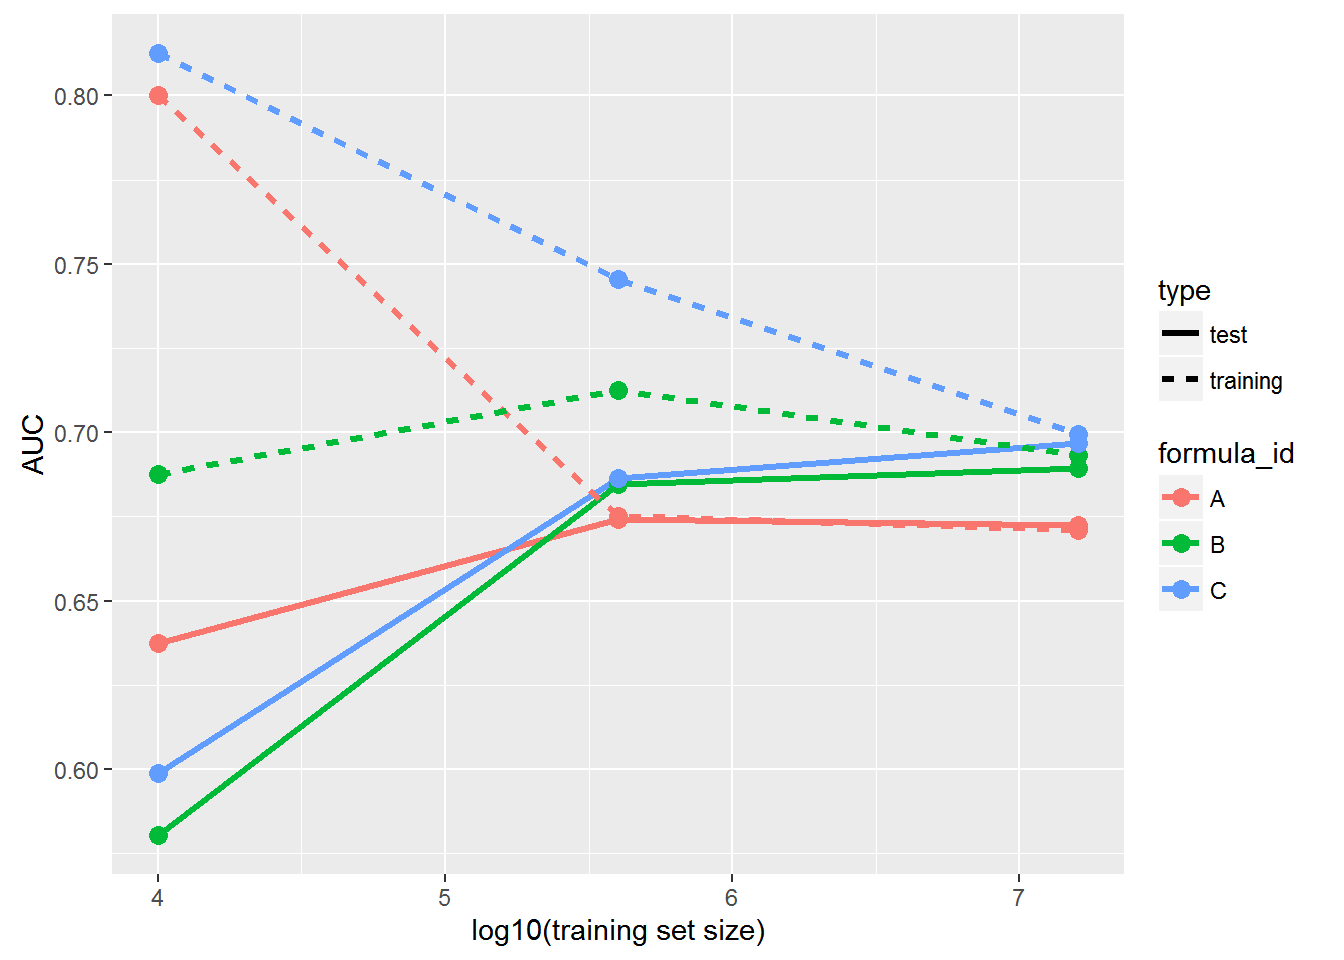 AUC
0.80
0.75
0.70
0.65
0.60
4 5 6 7
log10(training set size)
type
test
training
formula_id
A
B
C